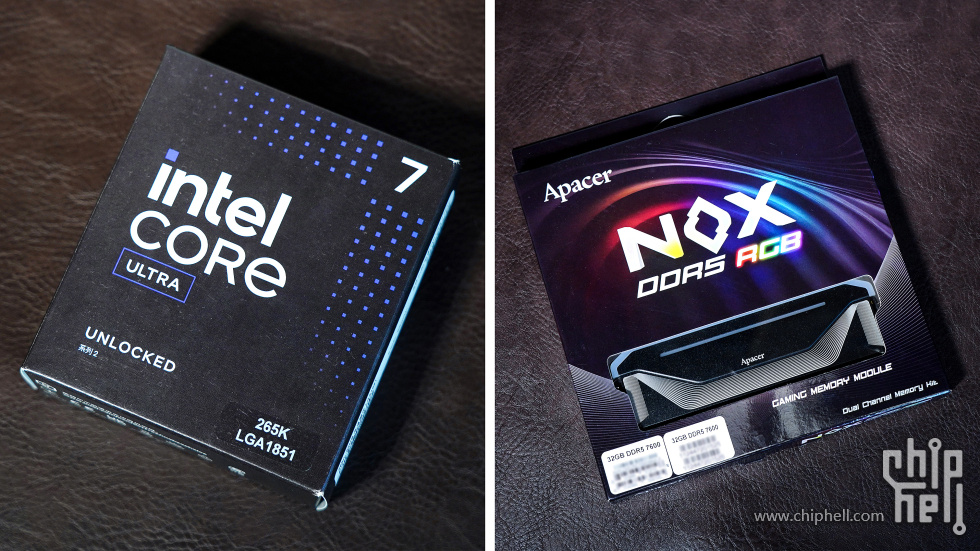 7
intel
CORE
ULTRA
UNLOCKED
系列 2
265K
LGA1851
Apacer
NOX
DDR5 RGB
Apacer
GAMING MEMORY MODULE
Dual Channel Memory Kit
32GB DDR5 7600
32GB DDR5 7600
chip
hell
www.chiphell.com